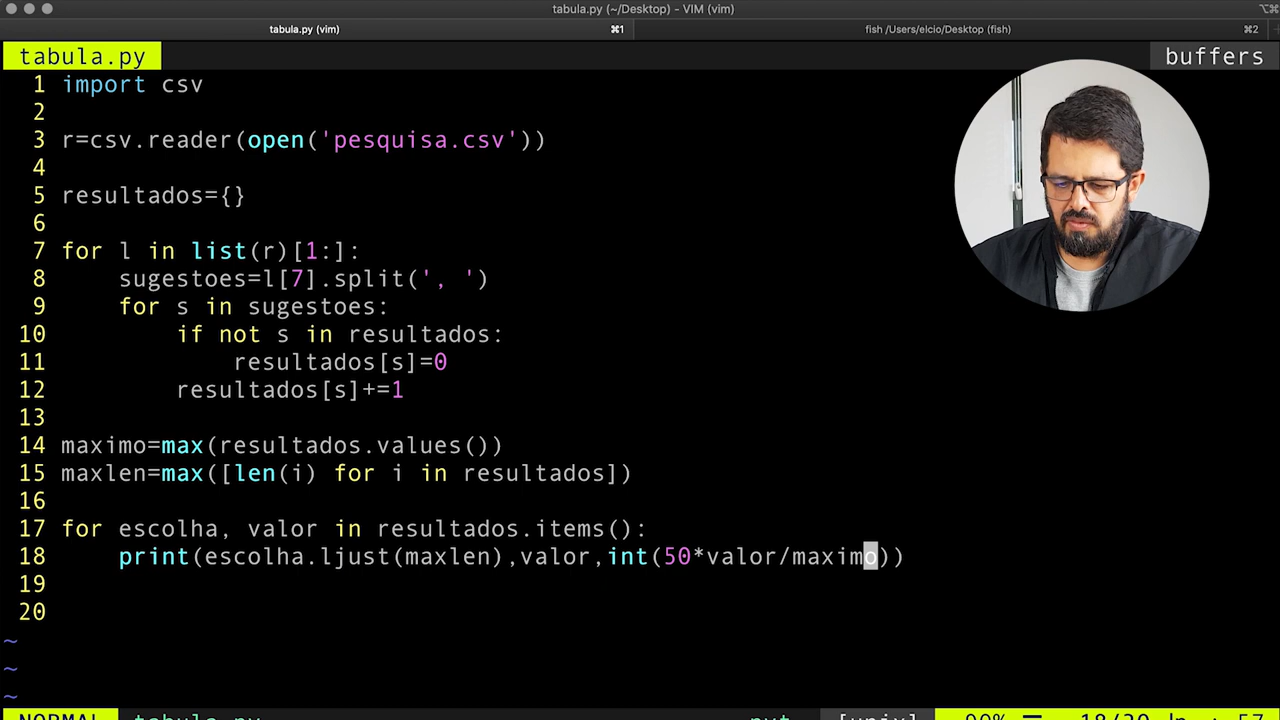 tabula.py (~/Desktop) - VIM (vim)
tabula.py (vim) ⌘1 fish /Users/elcio/Desktop (fish) ⌘2
tabula.py buffers
1 import csv
2
3 r=csv.reader(open('pesquisa.csv'))
4
5 resultados={}
6
7 for l in list(r)[1:]:
8     sugestoes=l[7].split(', ')
9     for s in sugestoes:
10         if not s in resultados:
11             resultados[s]=0
12         resultados[s]+=1
13
14 maximo=max(resultados.values())
15 maxlen=max([len(i) for i in resultados])
16
17 for escolha, valor in resultados.items():
18     print(escolha.ljust(maxlen),valor,int(50*valor/maximo))
19
20
~
~
~
NORMAL tabula.py